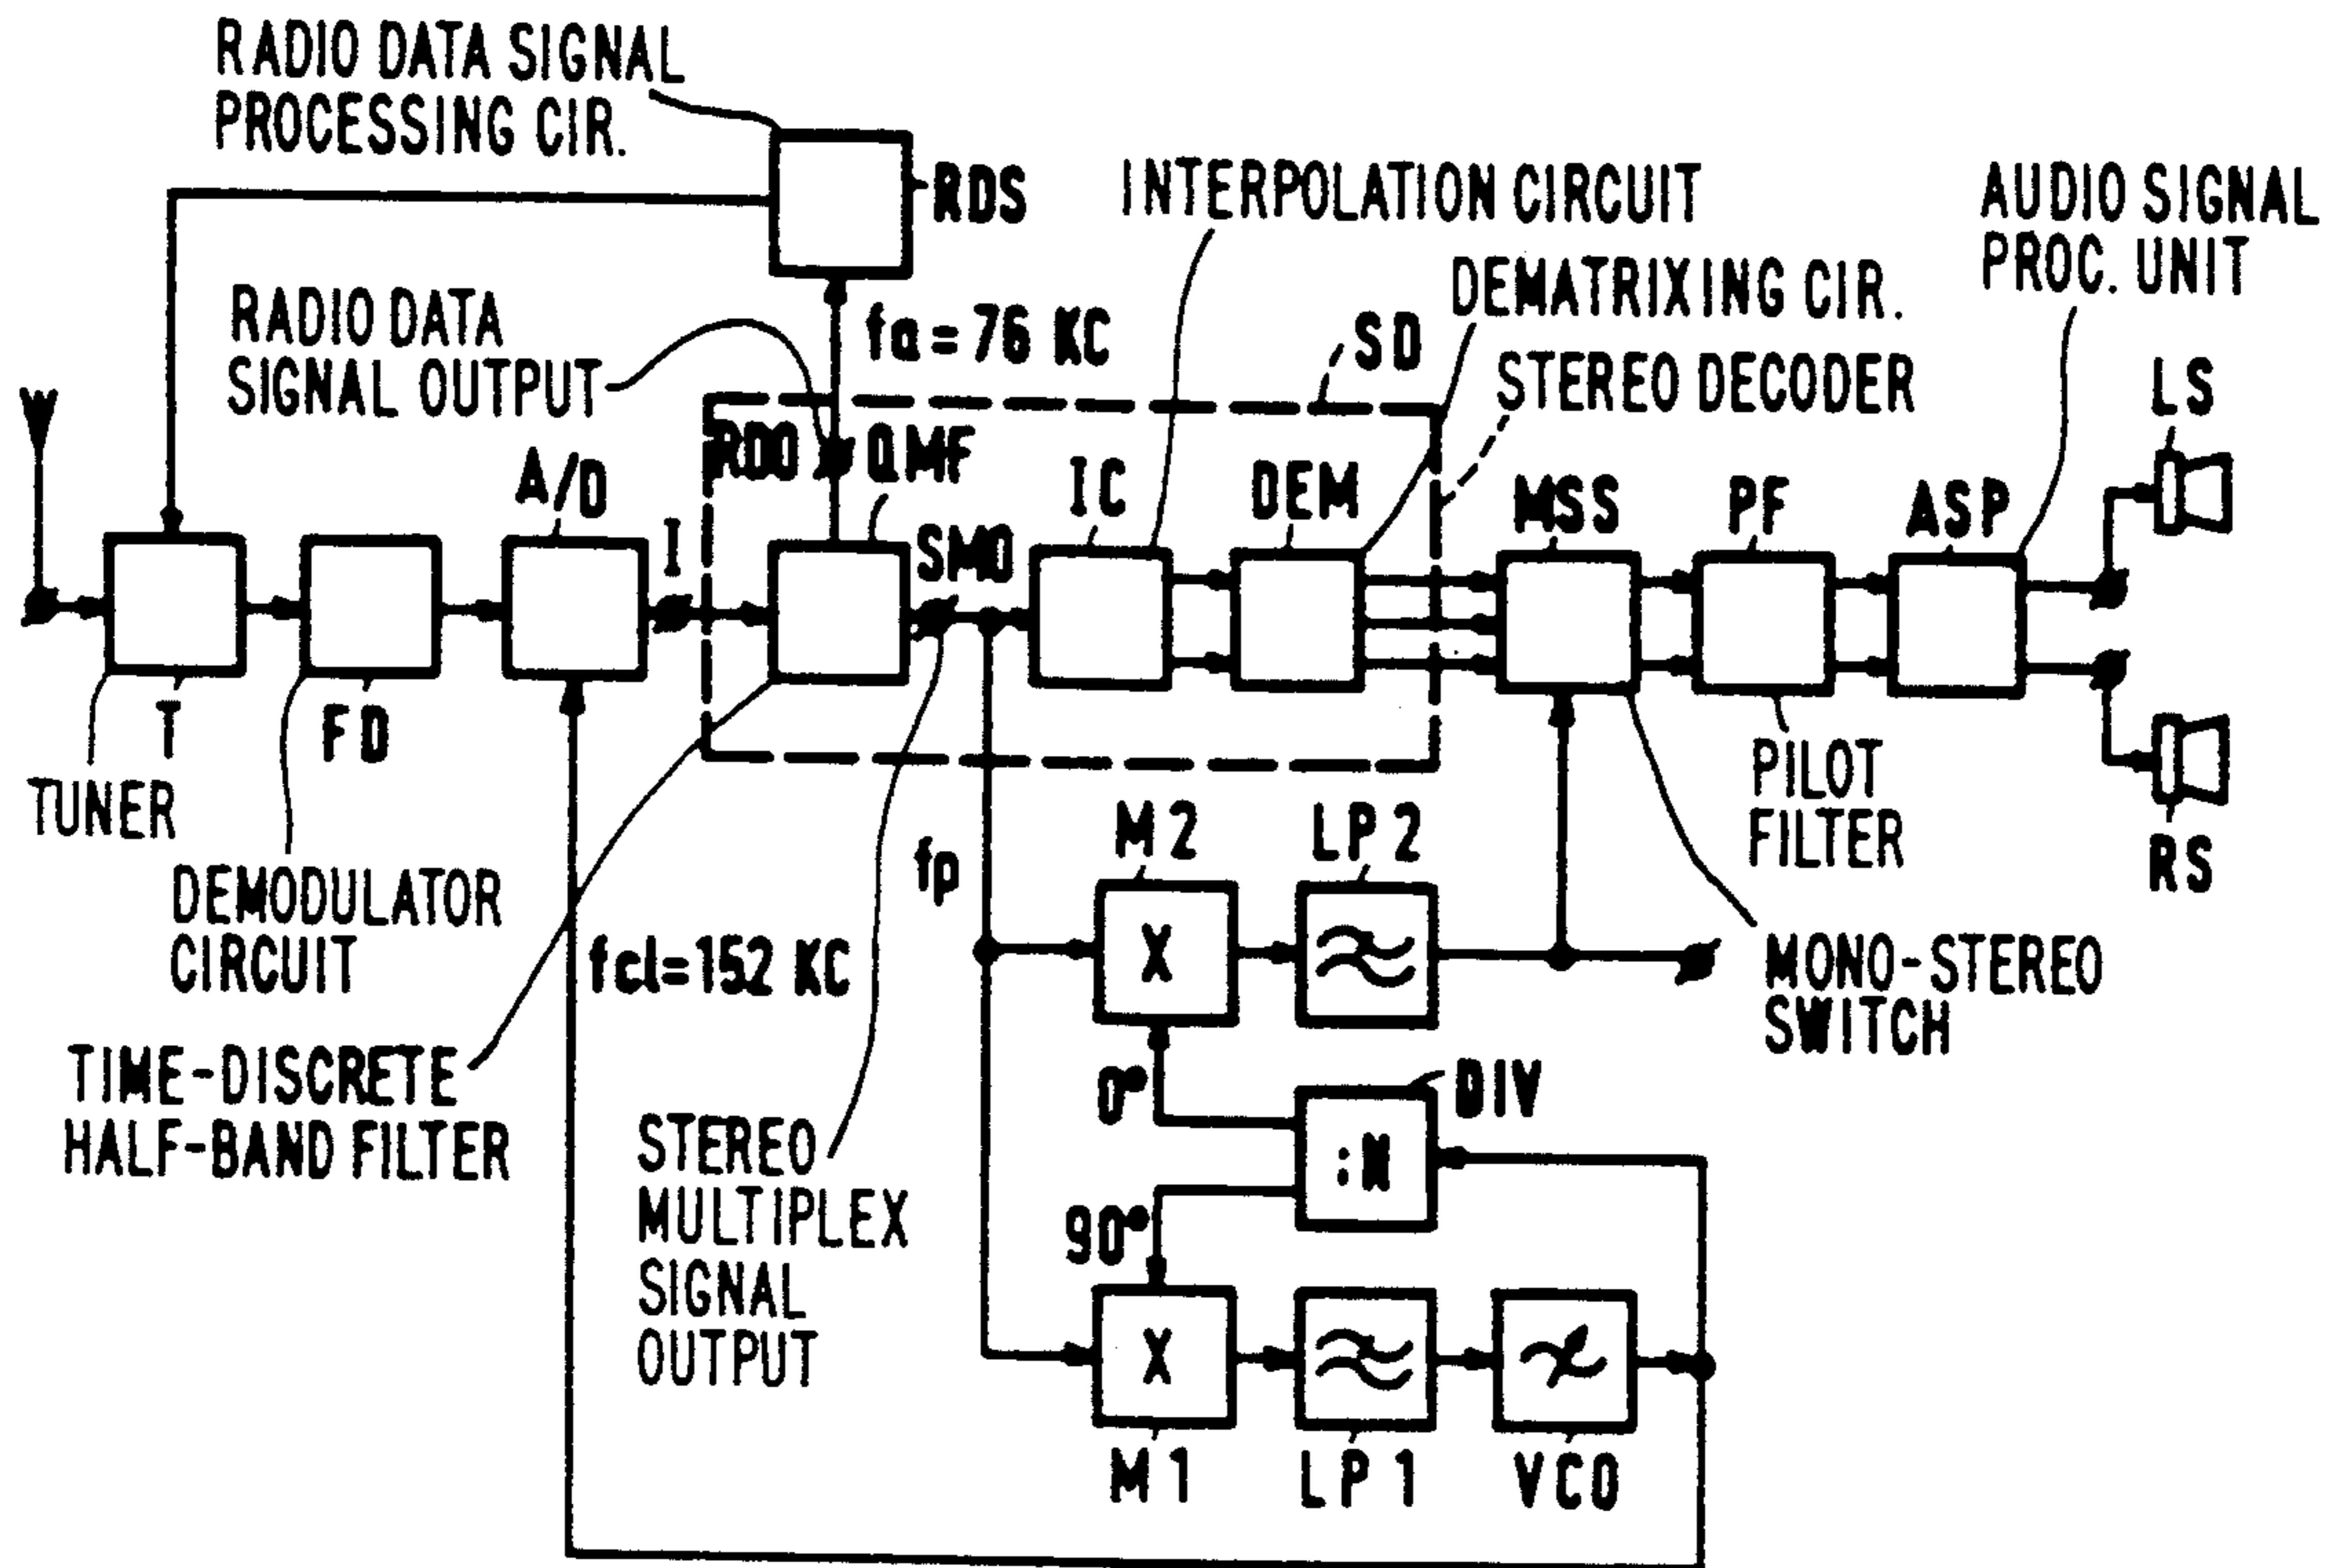 RADIO DATA SIGNAL
PROCESSING CIR.
RDS
INTERPOLATION CIRCUIT
AUDIO SIGNAL
PROC. UNIT
RADIO DATA
SIGNAL OUTPUT
fa = 76 KC
DEMATRIXING CIR.
SD
STEREO DECODER
LS
A/D
I
RDO
QMF
SMO
IC
DEM
MSS
PF
ASP
T
FD
TUNER
DEMODULATOR
CIRCUIT
fp
M2
LP2
PILOT
FILTER
RS
fcl=152 KC
X
MONO-STEREO
SWITCH
TIME-DISCRETE
HALF-BAND FILTER
0°
DIV
:N
STEREO
MULTIPLEX
SIGNAL
OUTPUT
90°
X
M1
LP1
VCO